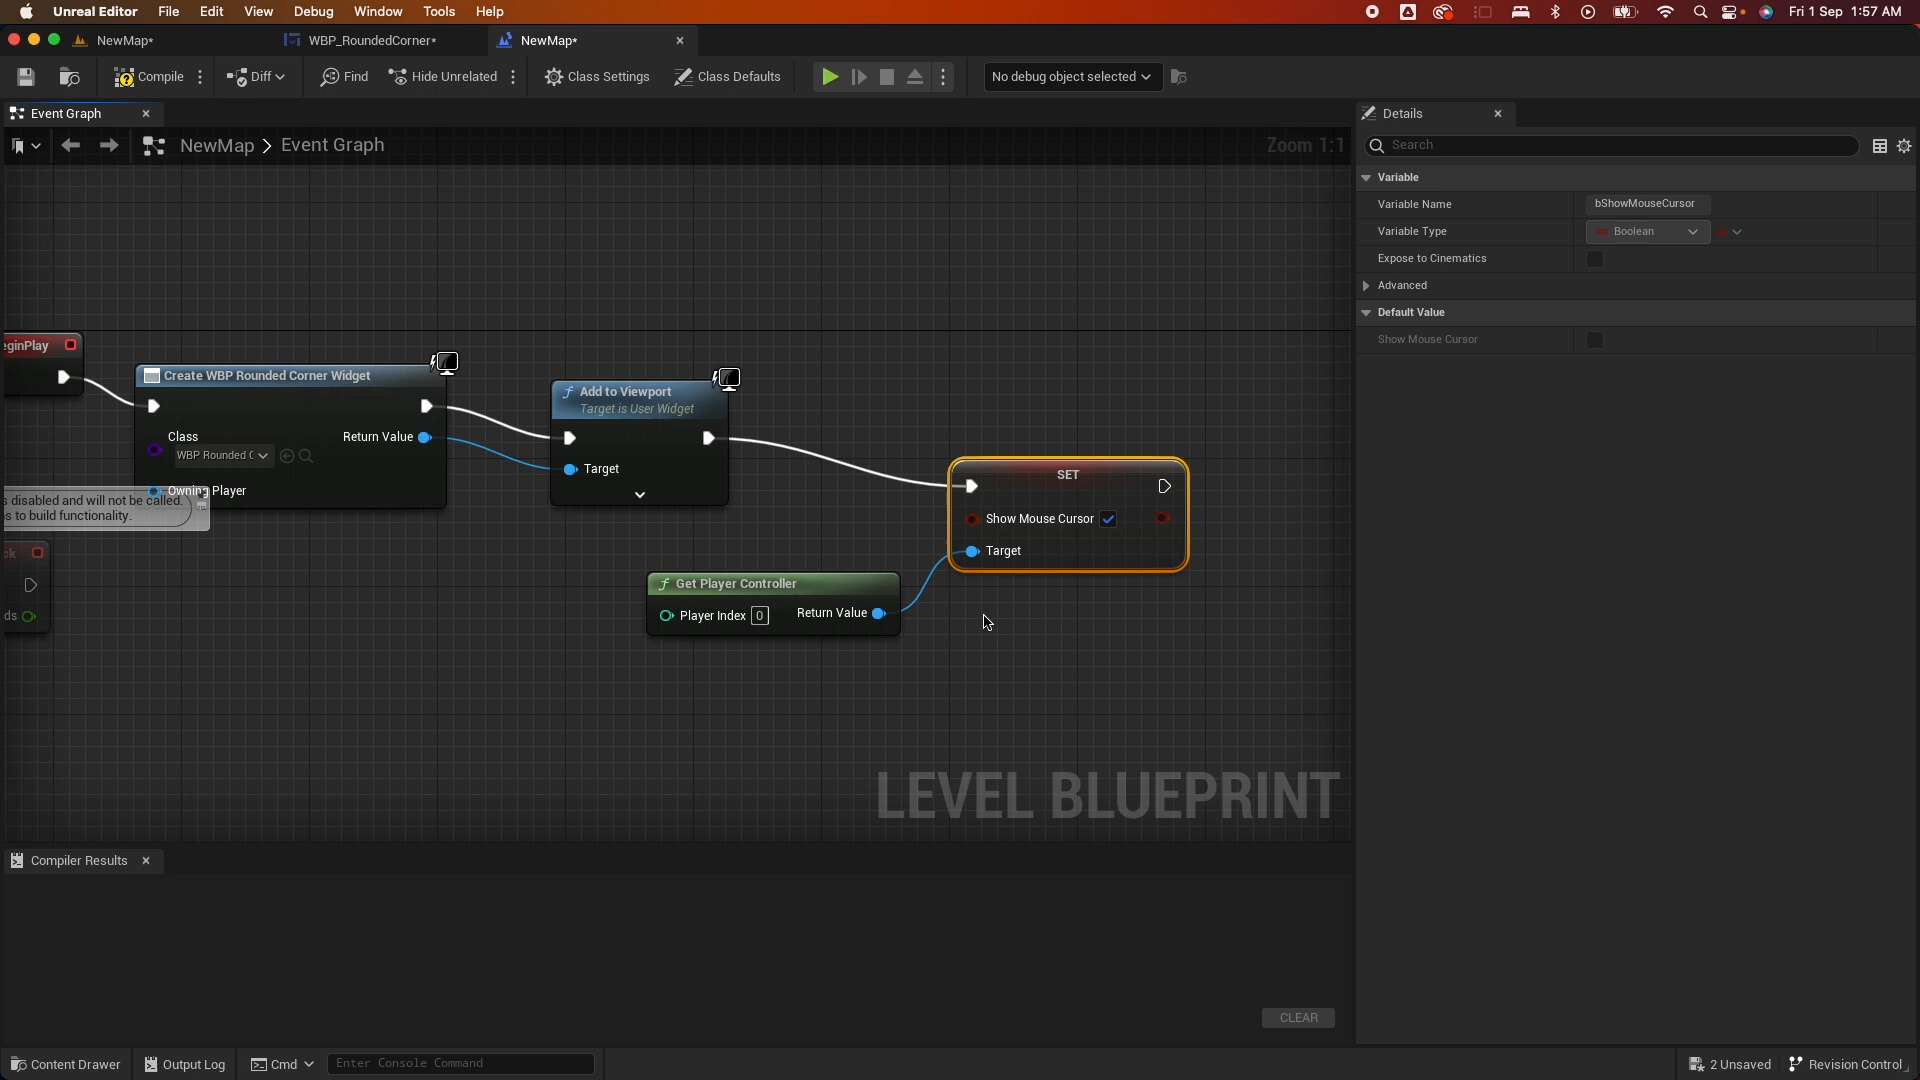 Unreal Editor File Edit View Debug Window Tools Help Fri 1 Sep 1:57 AM
NewMap* WBP_RoundedCorner* NewMap*
Compile Diff Find Hide Unrelated Class Settings Class Defaults No debug object selected
Event Graph
NewMap > Event Graph Zoom 1:1
eginPlay
Create WBP Rounded Corner Widget
Class
WBP Rounded C
Return Value
Owning Player
s disabled and will not be called.
s to build functionality.
ck
ds
Add to Viewport
Target is User Widget
Target
Get Player Controller
Player Index 0 Return Value
SET
Show Mouse Cursor
Target
LEVEL BLUEPRINT
Details
Search
Variable
Variable Name bShowMouseCursor
Variable Type Boolean
Expose to Cinematics
Advanced
Default Value
Show Mouse Cursor
Compiler Results
CLEAR
Content Drawer Output Log Cmd Enter Console Command 2 Unsaved Revision Control